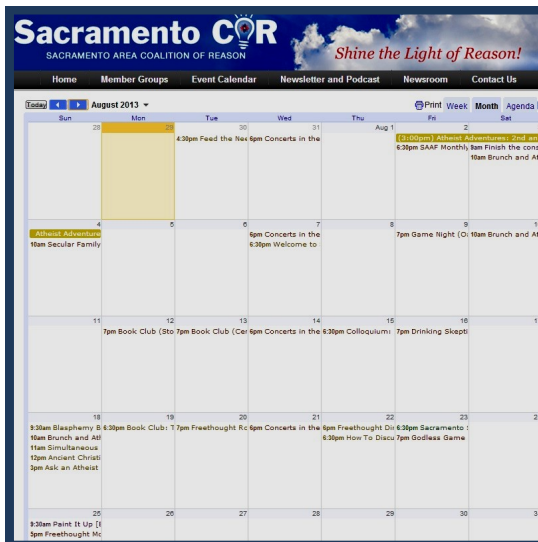 Sacramento COR
SACRAMENTO AREA COALITION OF REASON
Shine the Light of Reason!
Home Member Groups Event Calendar Newsletter and Podcast Newsroom Contact Us
Today August 2013 Print Week Month Agenda
Sun Mon Tue Wed Thu Fri Sat
28 29 30 31 Aug 1 2
(3:00pm) Atheist Adventures: 2nd an
4:30pm Feed the Nee 6pm Concerts in the 6:30pm SAAF Monthly 9am Finish the cons
10am Brunch and At
4 5 6 7 8 9
Atheist Adventure 6pm Concerts in the 7pm Game Night (O 10am Brunch and At
10am Secular Family 6:30pm Welcome to
11 12 13 14 15 16
7pm Book Club (Sto 7pm Book Club (Cen 6pm Concerts in the 6:30pm Colloquium: 7pm Drinking Skepti
18 19 20 21 22 23
9:30am Blasphemy B 6:30pm Book Club: T 7pm Freethought Ro 6pm Concerts in the 6pm Freethought Di 6:30pm Sacramento
10am Brunch and Ath 6:30pm How To Discu 7pm Godless Game
11am Simultaneous
12pm Ancient Christi
3pm Ask an Atheist
25 26 27 28 29 30
9:30am Paint It Up
5pm Freethought Mo